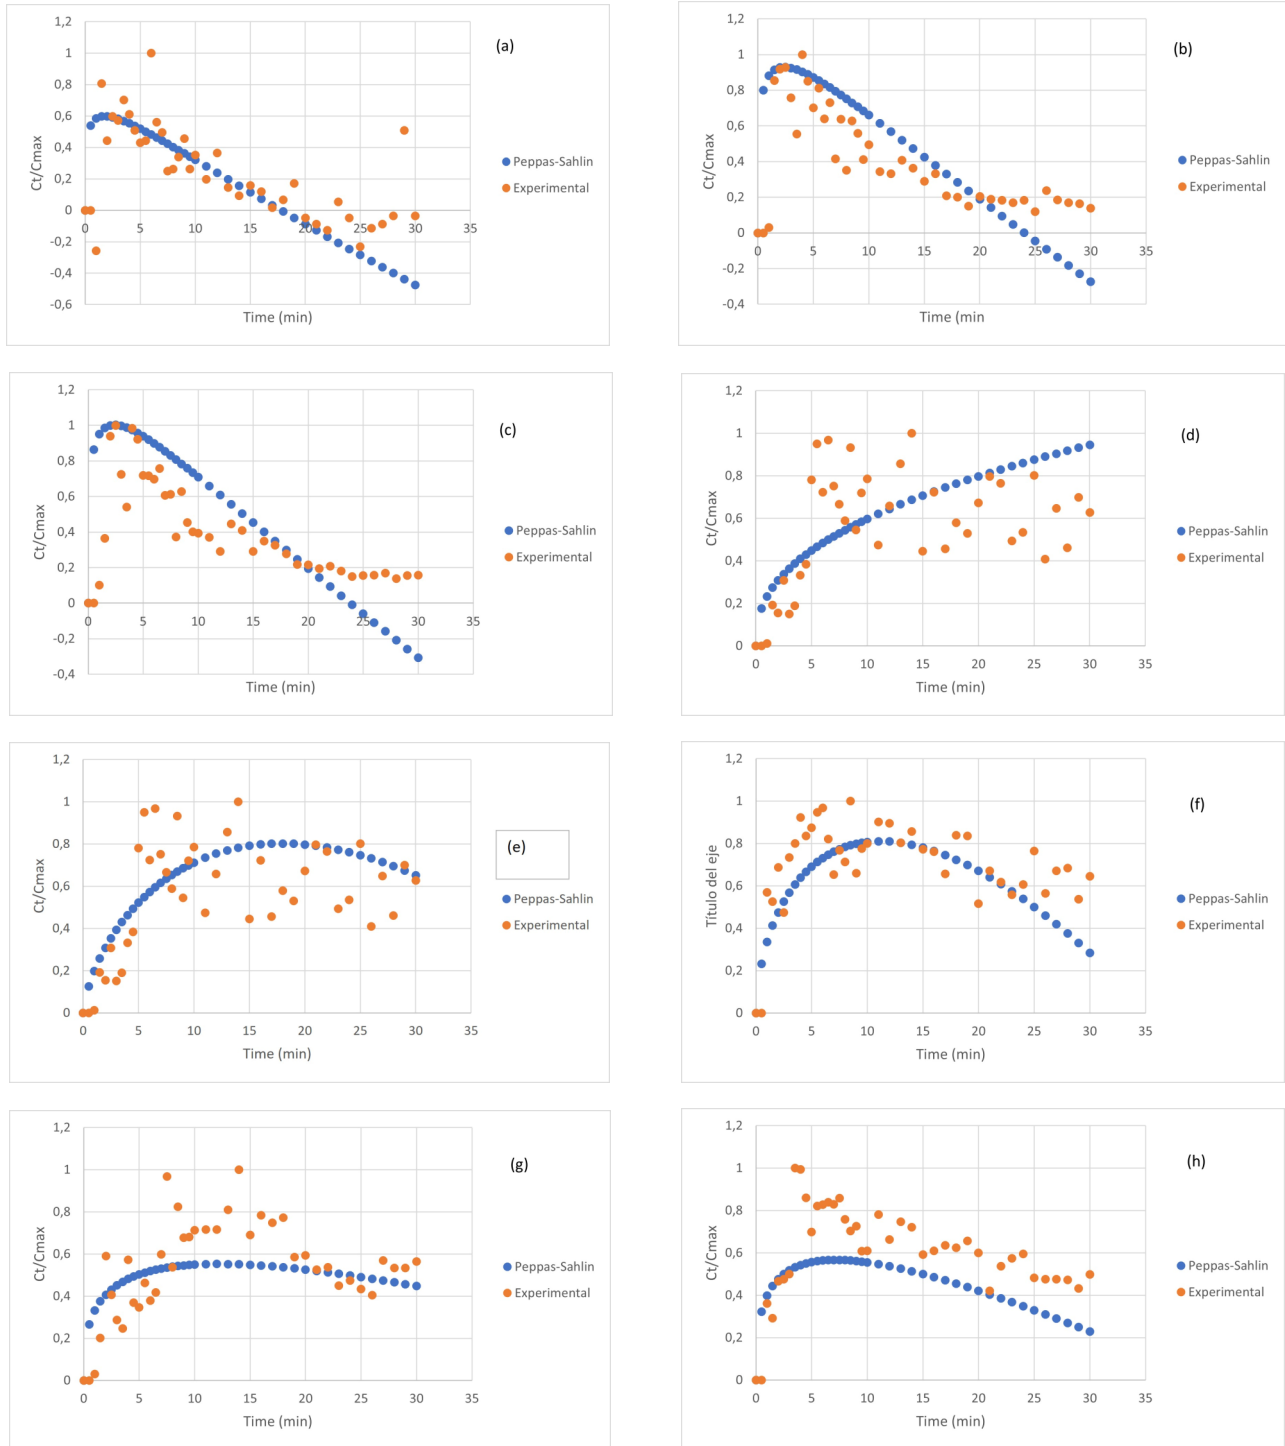 (a)
Ct/Cmax
1,2
1
0,8
0,6
0,4
0,2
0
-0,2
-0,4
-0,6
0 5 10 15 20 25 30 35
Time (min)
Peppas-Sahlin
Experimental
(b)
Ct/Cmax
1,2
1
0,8
0,6
0,4
0,2
0
-0,2
-0,4
0 5 10 15 20 25 30 35
Time (min
Peppas-Sahlin
Experimental
(c)
Ct/Cmax
1,2
1
0,8
0,6
0,4
0,2
0
-0,2
-0,4
0 5 10 15 20 25 30 35
Time (min)
Peppas-Sahlin
Experimental
(d)
Ct/Cmax
1,2
1
0,8
0,6
0,4
0,2
0
0 5 10 15 20 25 30 35
Time (min)
Peppas-Sahlin
Experimental
(e)
Ct/Cmax
1,2
1
0,8
0,6
0,4
0,2
0
0 5 10 15 20 25 30 35
Time (min)
Peppas-Sahlin
Experimental
(f)
Título del eje
1,2
1
0,8
0,6
0,4
0,2
0
0 5 10 15 20 25 30 35
Time (min)
Peppas-Sahlin
Experimental
(g)
Ct/Cmax
1,2
1
0,8
0,6
0,4
0,2
0
0 5 10 15 20 25 30 35
Time (min)
Peppas-Sahlin
Experimental
(h)
Ct/Cmax
1,2
1
0,8
0,6
0,4
0,2
0
0 5 10 15 20 25 30 35
Time (min)
Peppas-Sahlin
Experimental